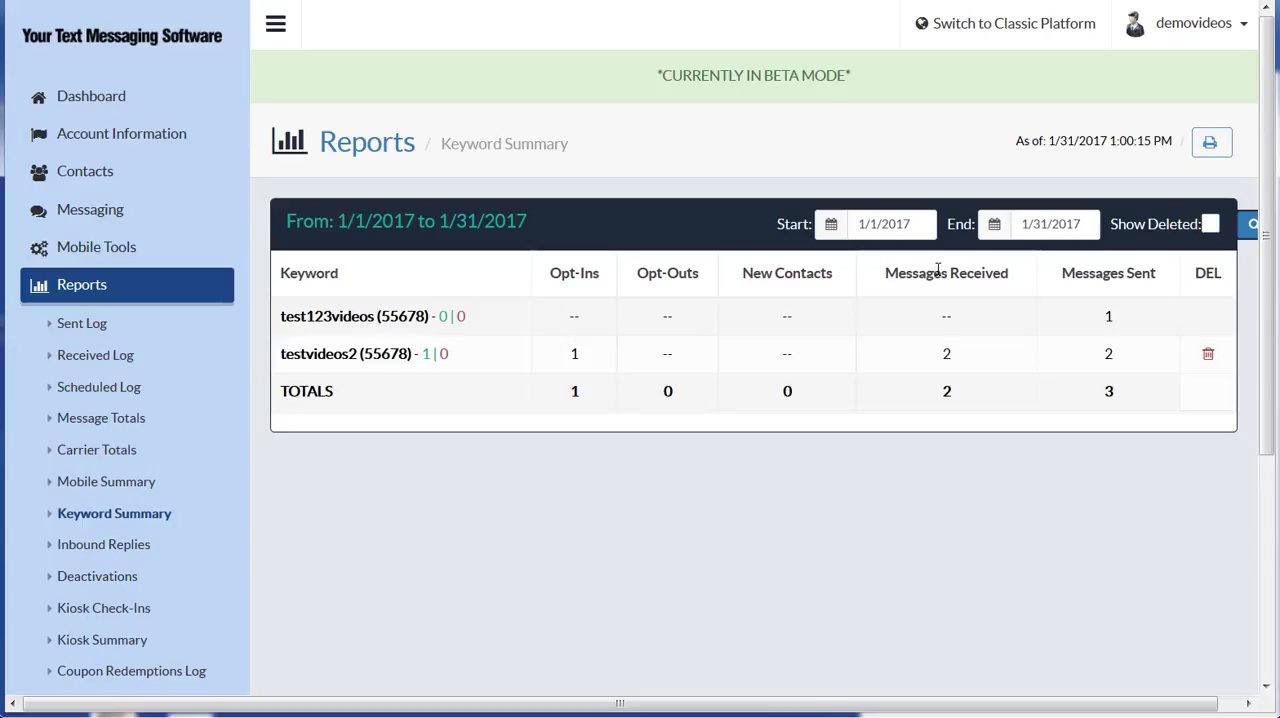 Your Text Messaging Software
Switch to Classic Platform
demovideos
*CURRENTLY IN BETA MODE*
Dashboard
Account Information
Contacts
Messaging
Mobile Tools
Reports
Sent Log
Received Log
Scheduled Log
Message Totals
Carrier Totals
Mobile Summary
Keyword Summary
Inbound Replies
Deactivations
Kiosk Check-Ins
Kiosk Summary
Coupon Redemptions Log
Reports / Keyword Summary
As of: 1/31/2017 1:00:15 PM /
From: 1/1/2017 to 1/31/2017
Start: 1/1/2017 End: 1/31/2017 Show Deleted:
Keyword Opt-Ins Opt-Outs New Contacts Messages Received Messages Sent DEL
test123videos (55678) - 0 | 0 -- -- -- -- 1
testvideos2 (55678) - 1 | 0 1 -- -- 2 2
TOTALS 1 0 0 2 3